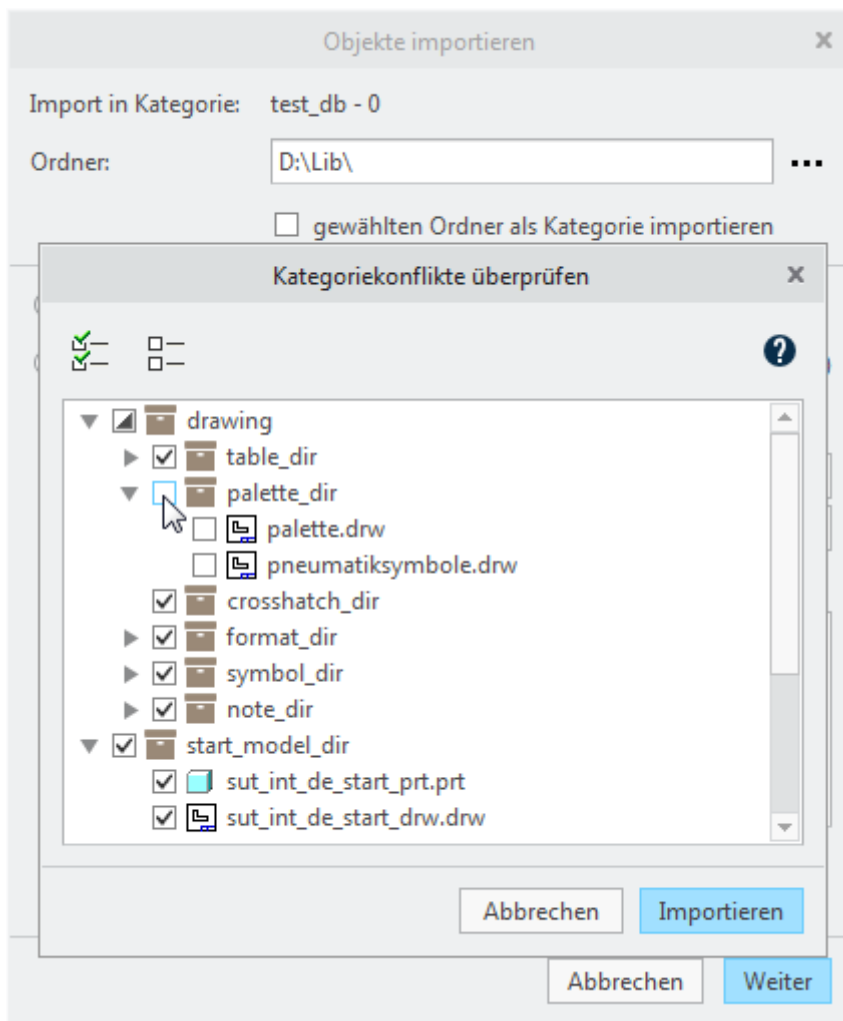 Objekte importieren
Import in Kategorie: test_db - 0
Ordner: D:\Lib\
gewählten Ordner als Kategorie importieren
Kategoriekonflikte überprüfen
drawing
table_dir
palette_dir
palette.drw
pneumatiksymbole.drw
crosshatch_dir
format_dir
symbol_dir
note_dir
start_model_dir
sut_int_de_start_prt.prt
sut_int_de_start_drw.drw
Abbrechen Importieren
Abbrechen Weiter